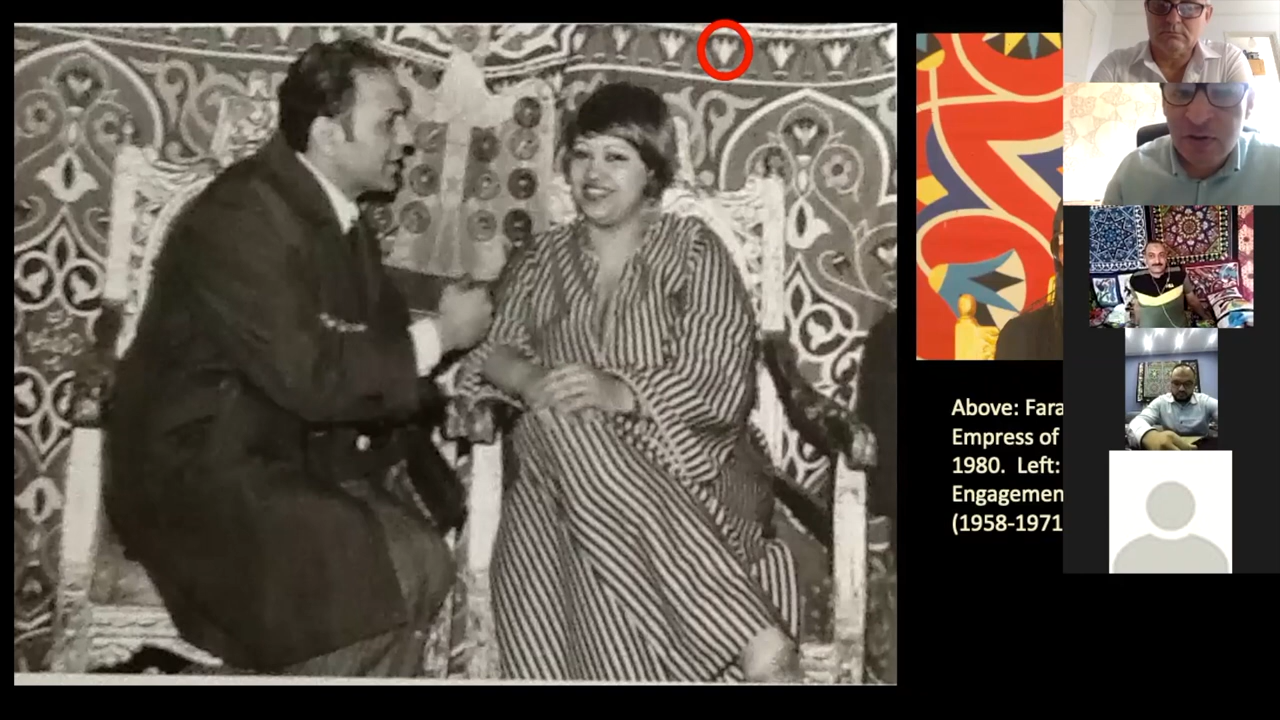 Above: Fara
Empress of
1980. Left:
Engagemen
(1958-1971